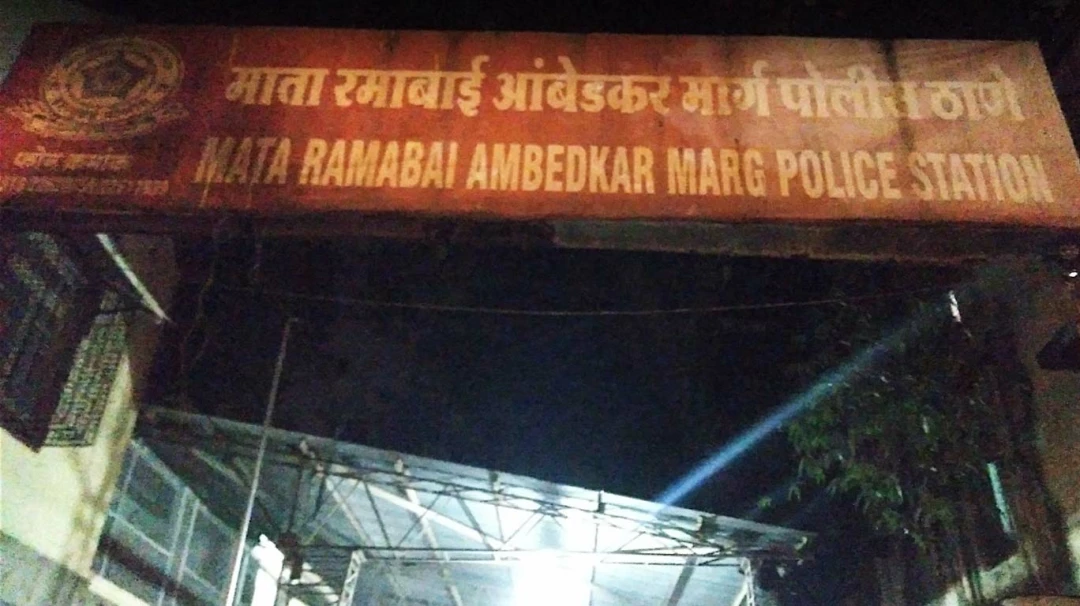 माता रमाबाई आंबेडकर मार्ग पोलीस ठाणे
MATA RAMABAI AMBEDKAR MARG POLICE STATION